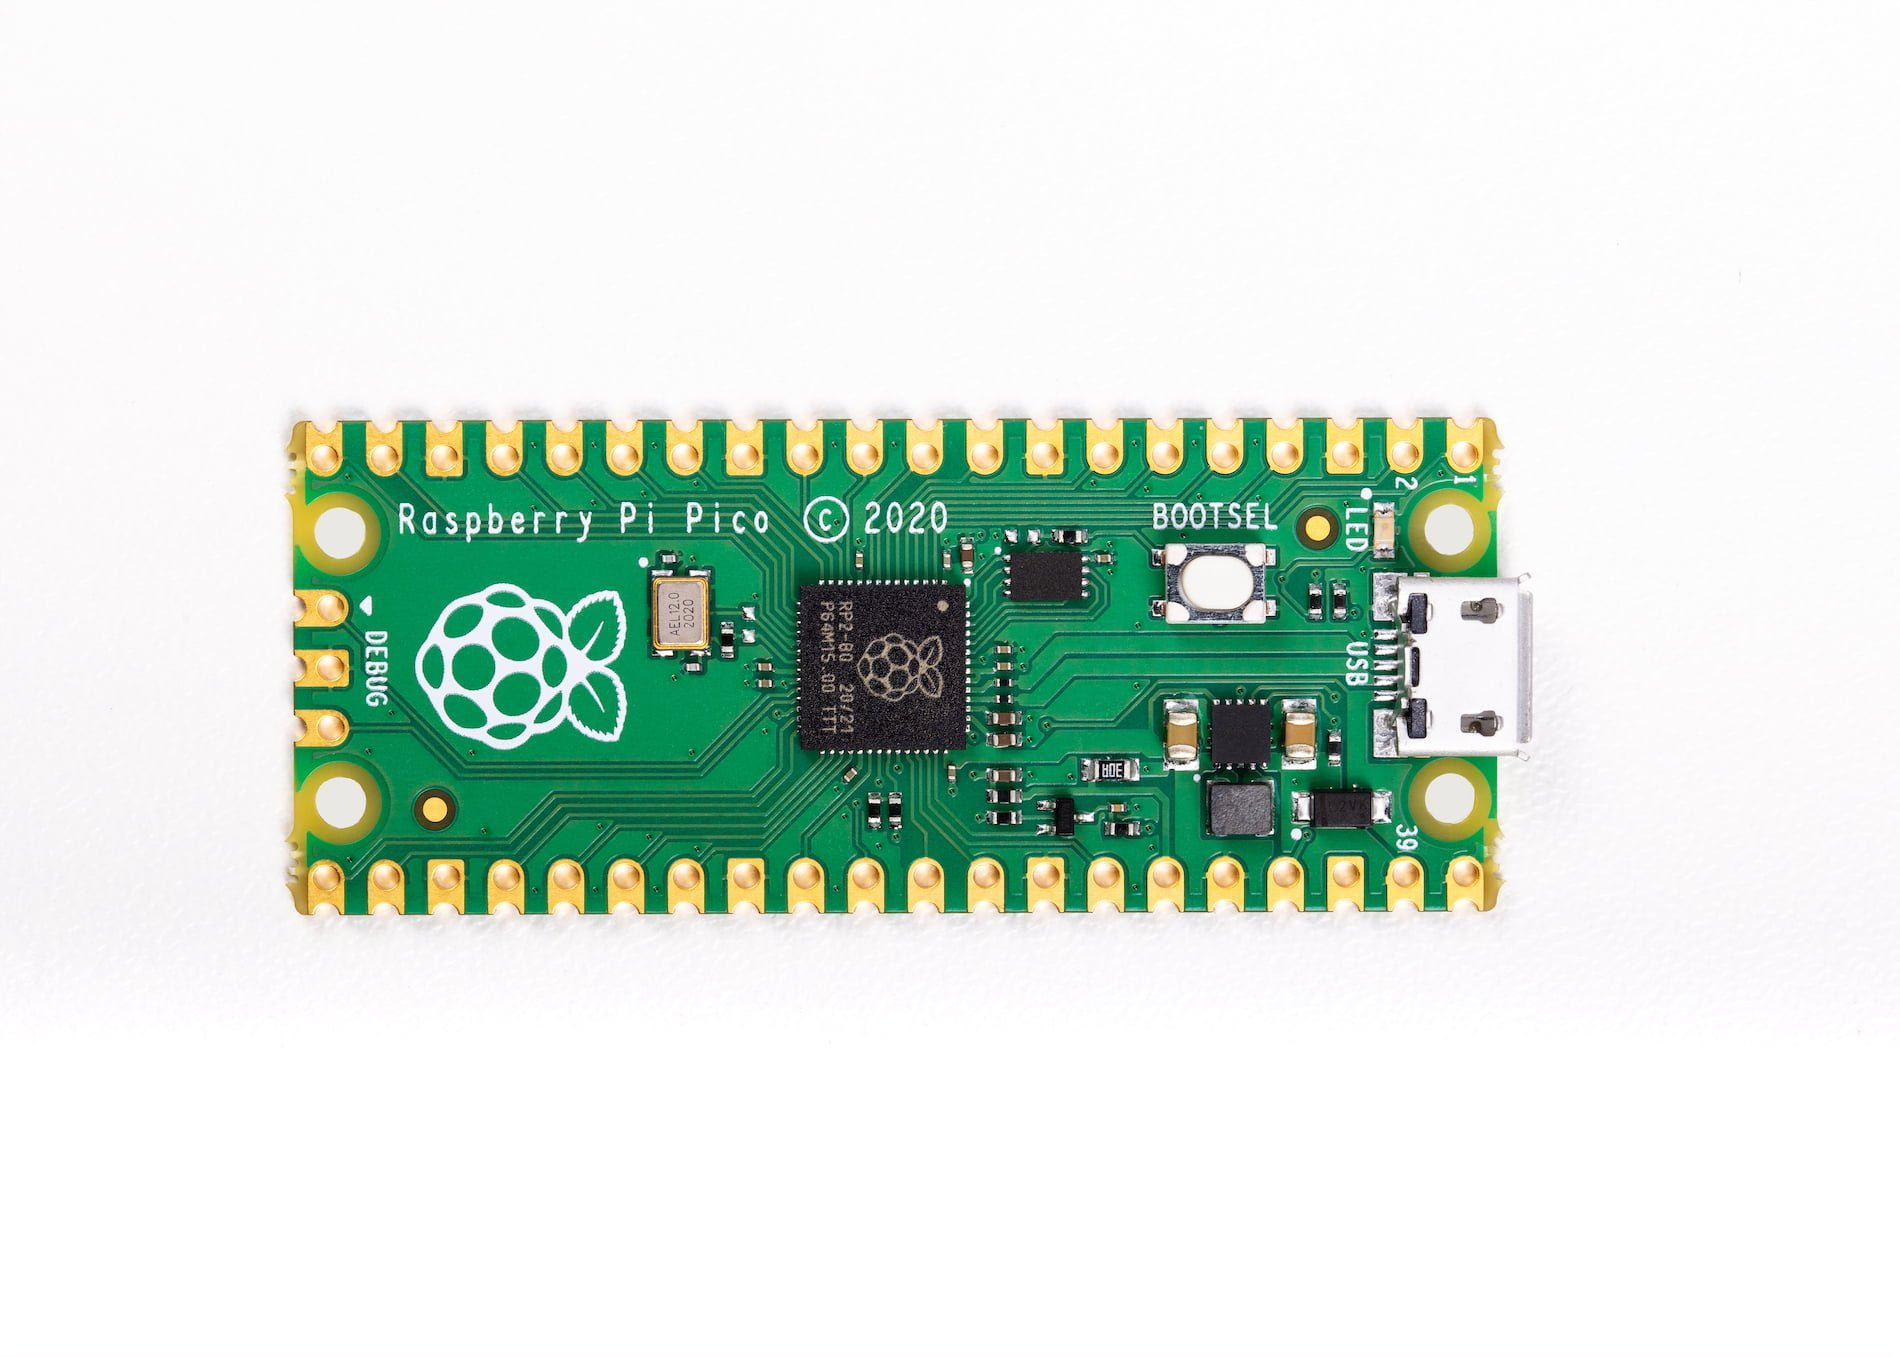 Raspberry Pi Pico © 2020
BOOTSEL
LED
1
2
AEL12.0
2020
DEBUG
RP2-B0 20/21
P64M15.00 TTT
USB
30R
39